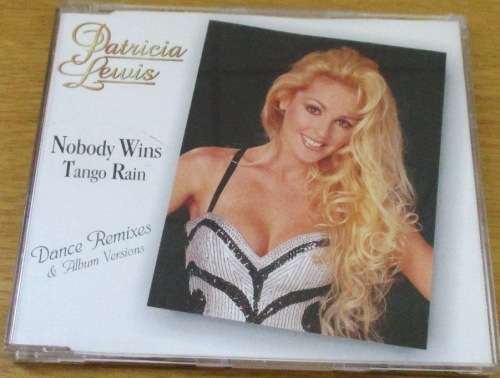 Patricia
Lewis
Nobody Wins
Tango Rain
Dance Remixes
& Album Versions